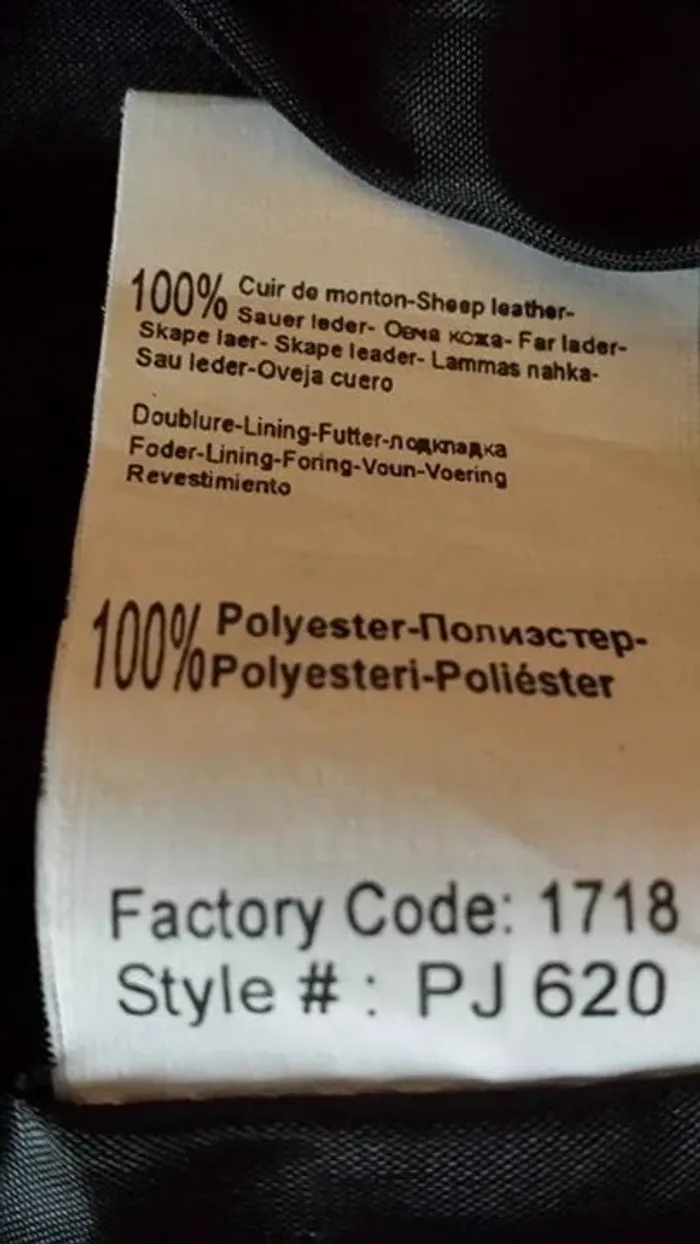 100% Cuir de monton-Sheep leather-
Sauer leder- Овча кожа- Far lader-
Skape laer- Skape leader- Lammas nahka-
Sau leder-Oveja cuero
Doublure-Lining-Futter-подкладка
Foder-Lining-Foring-Voun-Voering
Revestimiento
100% Polyester-Полиэстер-
Polyesteri-Poliéster
Factory Code: 1718
Style # : PJ 620